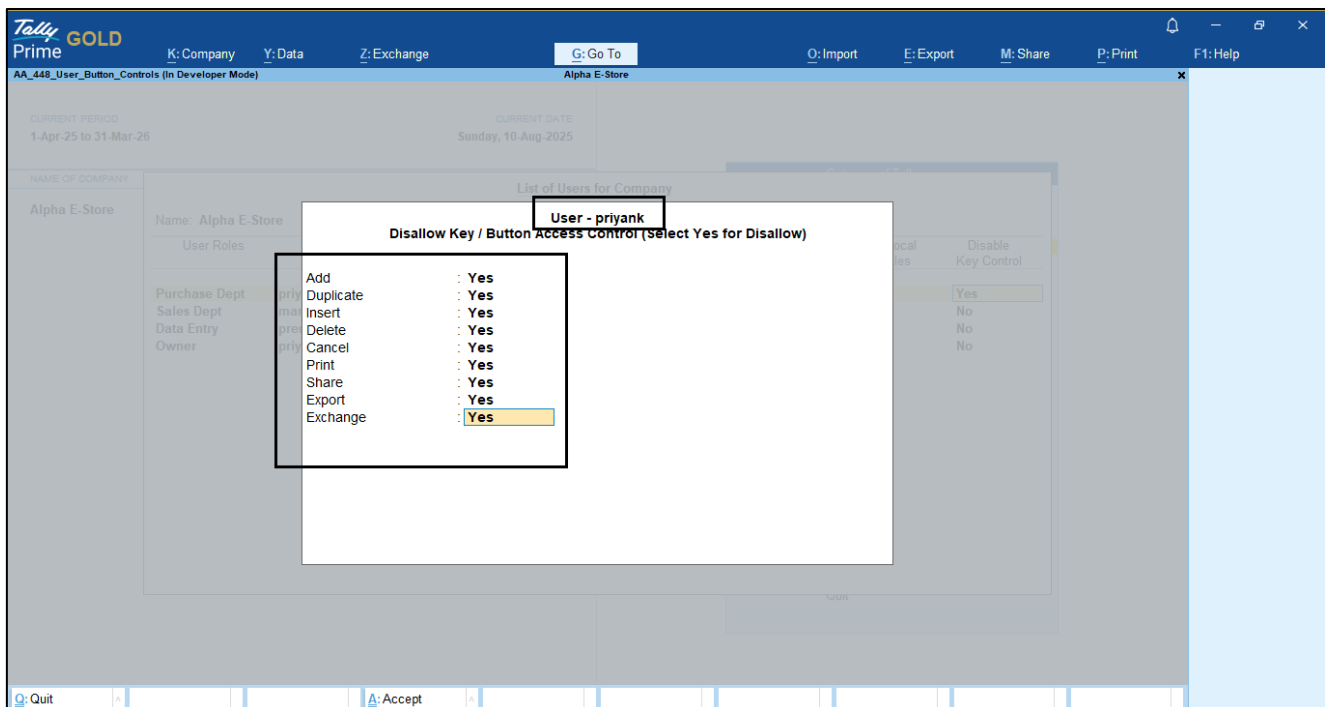 Tally
Prime GOLD
K: Company Y: Data Z: Exchange G: Go To O: Import E: Export M: Share P: Print F1: Help
AA_448_User_Button_Controls (In Developer Mode) Alpha E-Store
CURRENT PERIOD CURRENT DATE
1-Apr-25 to 31-Mar-26 Sunday, 10-Aug-2025
NAME OF COMPANY
List of Users for Company
Alpha E-Store
Name: Alpha E-Store
User - priyank
Disallow Key / Button Access Control (Select Yes for Disallow)
User Roles Disable
Key Control
Add : Yes
Purchase Dept priy Duplicate : Yes Yes
Sales Dept Insert : Yes No
Data Entry Delete : Yes No
Owner priy Cancel : Yes No
Print : Yes
Share : Yes
Export : Yes
Exchange : Yes
Quit
Q: Quit A: Accept